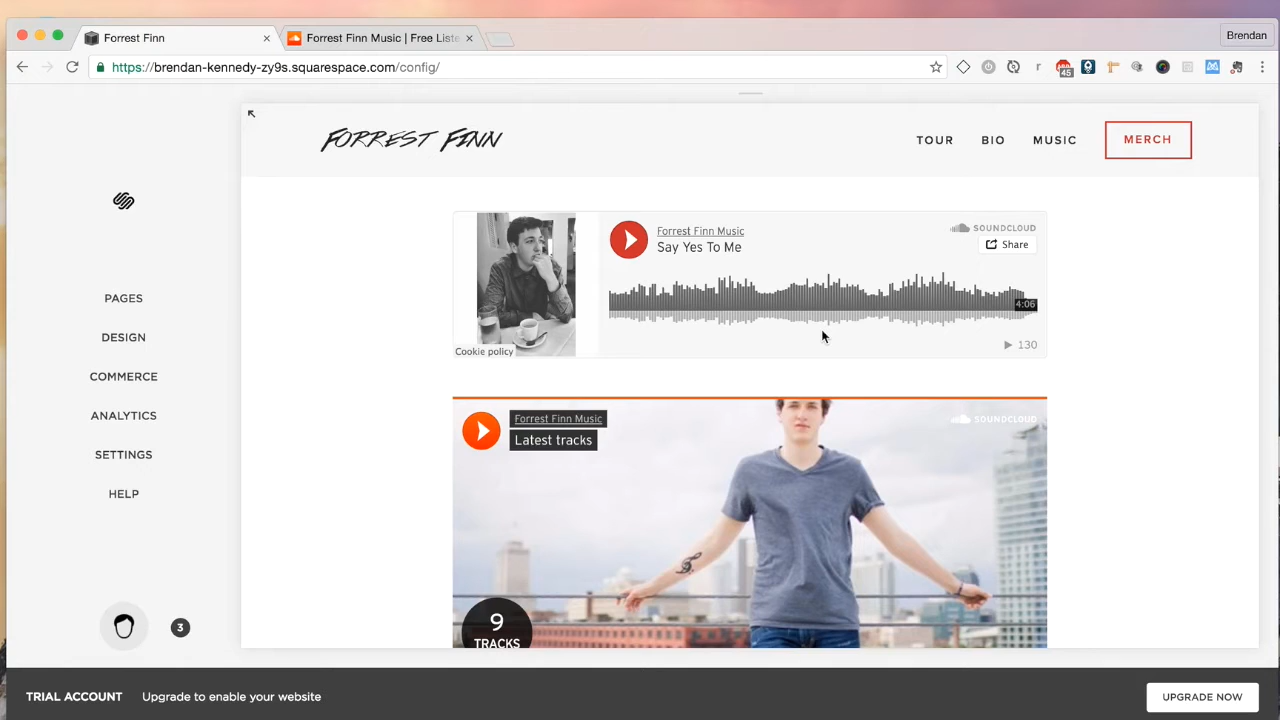 Forrest Finn
Forrest Finn Music | Free Liste
Brendan
https://brendan-kennedy-zy9s.squarespace.com/config/
r
45
FORREST FINN
TOUR
BIO
MUSIC
MERCH
PAGES
DESIGN
COMMERCE
ANALYTICS
SETTINGS
HELP
3
Forrest Finn Music
Say Yes To Me
SOUNDCLOUD
Share
4:06
130
Cookie policy
Forrest Finn Music
Latest tracks
SOUNDCLOUD
9
TRACKS
TRIAL ACCOUNT Upgrade to enable your website
UPGRADE NOW